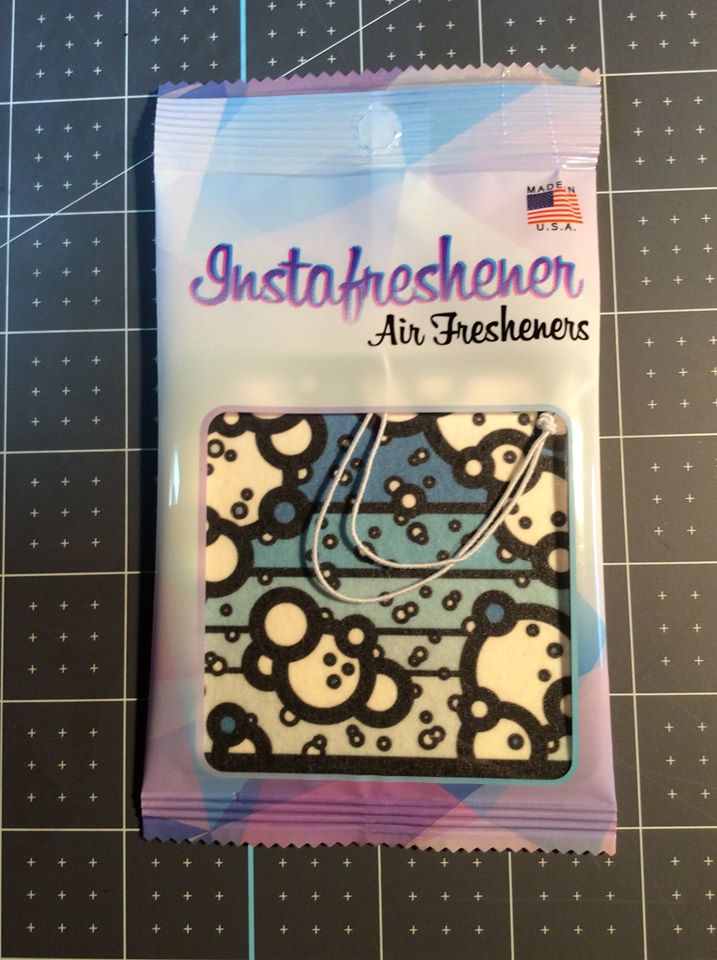 MADE IN
U.S.A.
Instafreshener
Air Fresheners